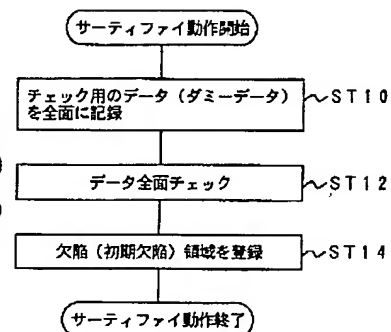 サーティファイ動作開始
チェック用のデータ(ダミーデータ)
を全面に記録
ST10
データ全面チェック
ST12
欠陥(初期欠陥)領域を登録
ST14
サーティファイ動作終了